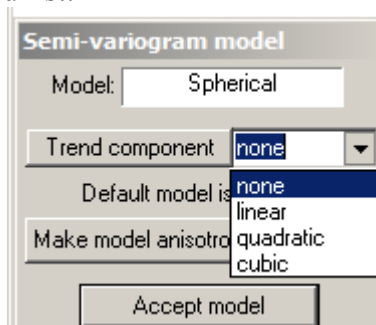 Semi-variogram model
Model: Spherical
Trend component none
Default model is none
linear
Make model anisotro quadratic
cubic
Accept model